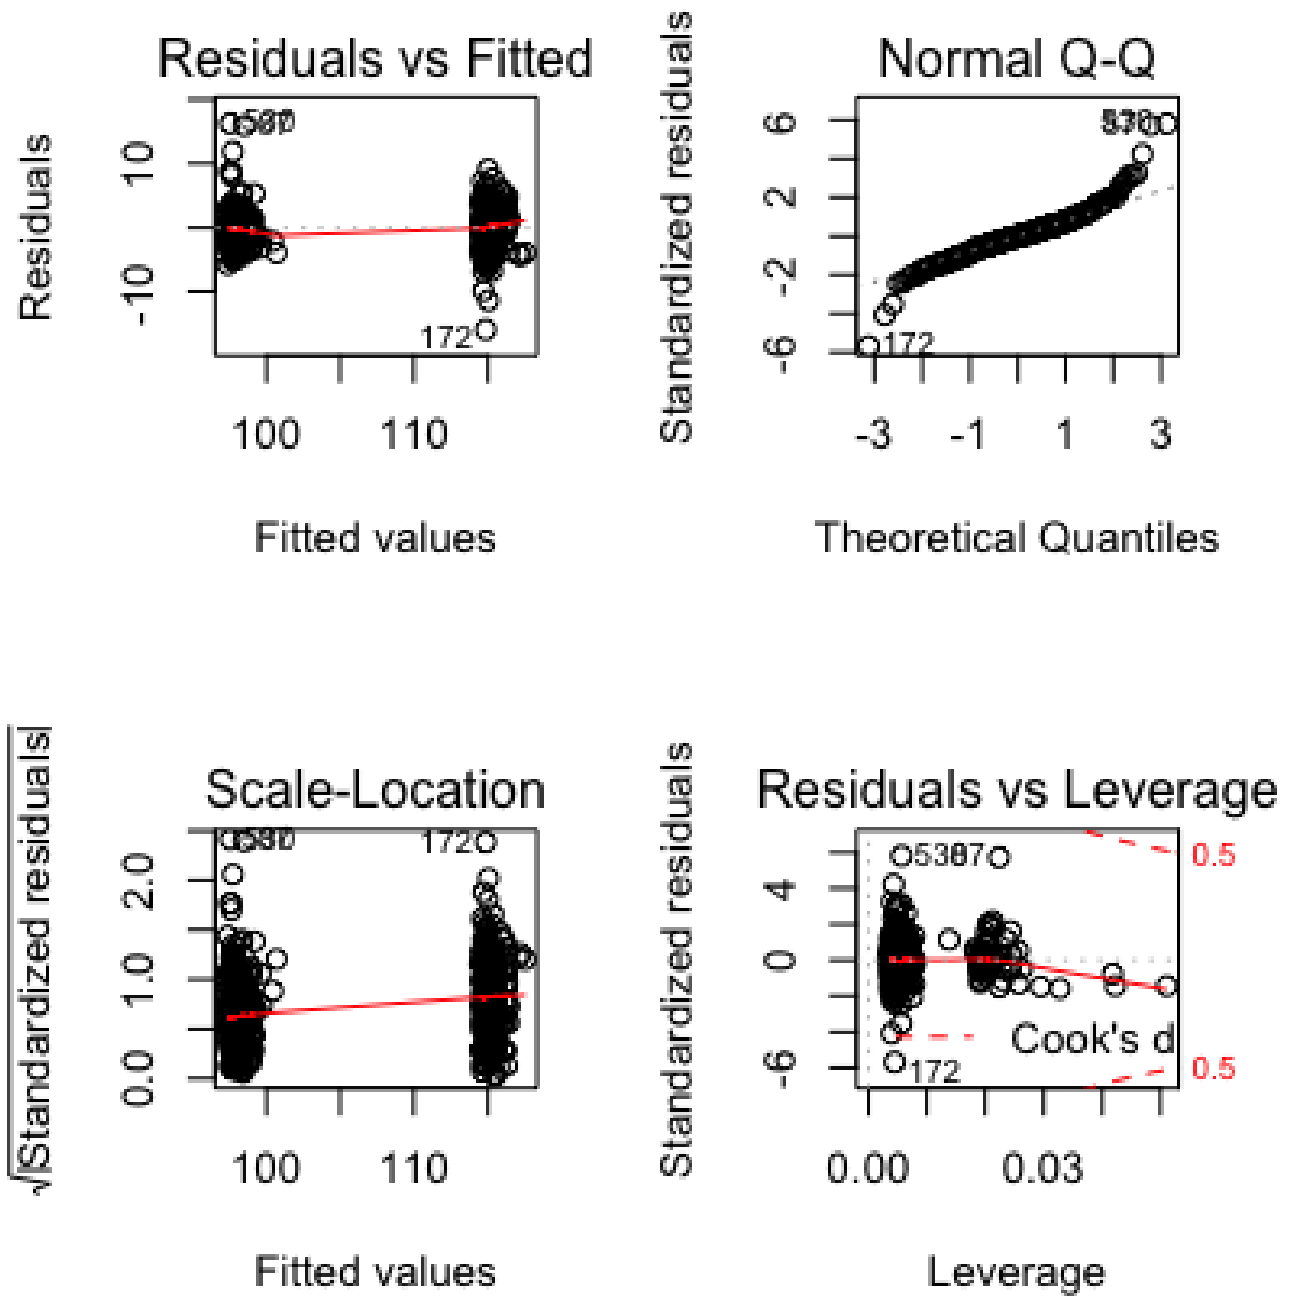 Residuals vs Fitted
Residuals
10
-10
172
100 110
Fitted values
Normal Q-Q
Standardized residuals
6
2
-2
-6
172
-3 -1 1 3
Theoretical Quantiles
Scale-Location
√|Standardized residuals|
2.0
1.0
0.0
172
100 110
Fitted values
Residuals vs Leverage
Standardized residuals
4
0
-6
0.5
Cook's d
0.5
172
0.00 0.03
Leverage